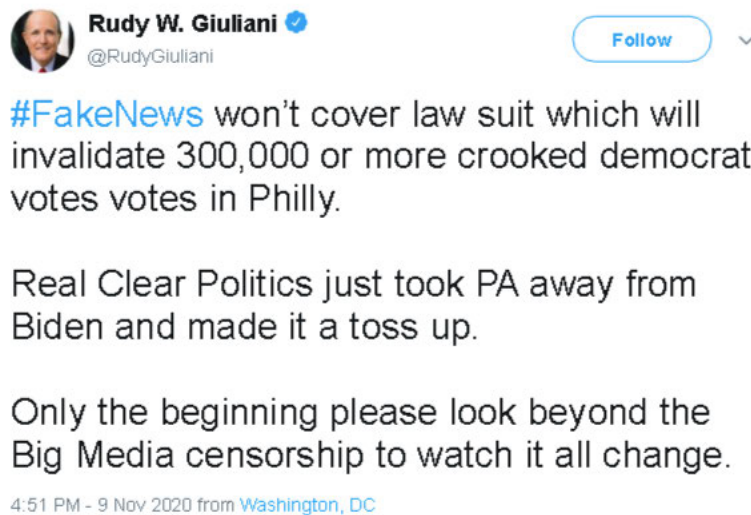 Rudy W. Giuliani
@RudyGiuliani
Follow
#FakeNews won’t cover law suit which will
invalidate 300,000 or more crooked democrat
votes votes in Philly.
Real Clear Politics just took PA away from
Biden and made it a toss up.
Only the beginning please look beyond the
Big Media censorship to watch it all change.
4:51 PM - 9 Nov 2020 from Washington, DC